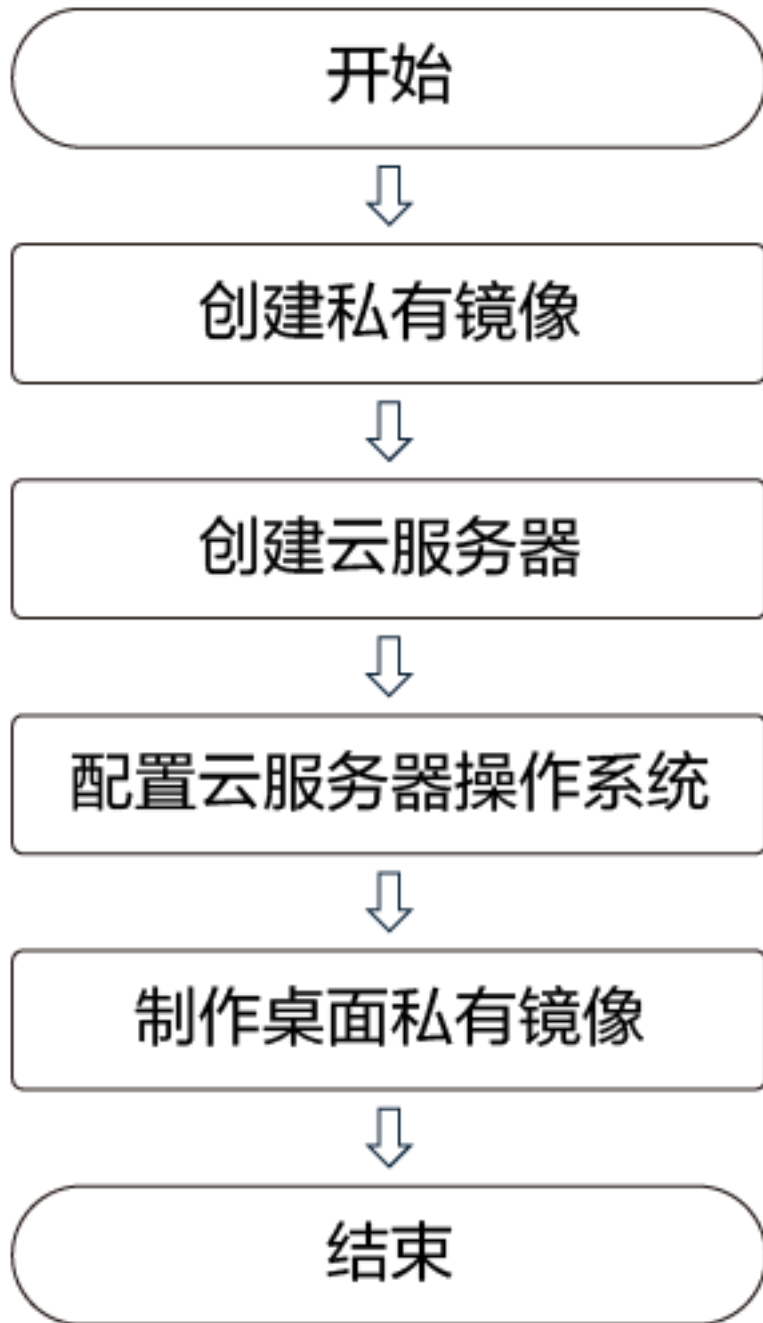 开始
创建私有镜像
创建云服务器
配置云服务器操作系统
制作桌面私有镜像
结束